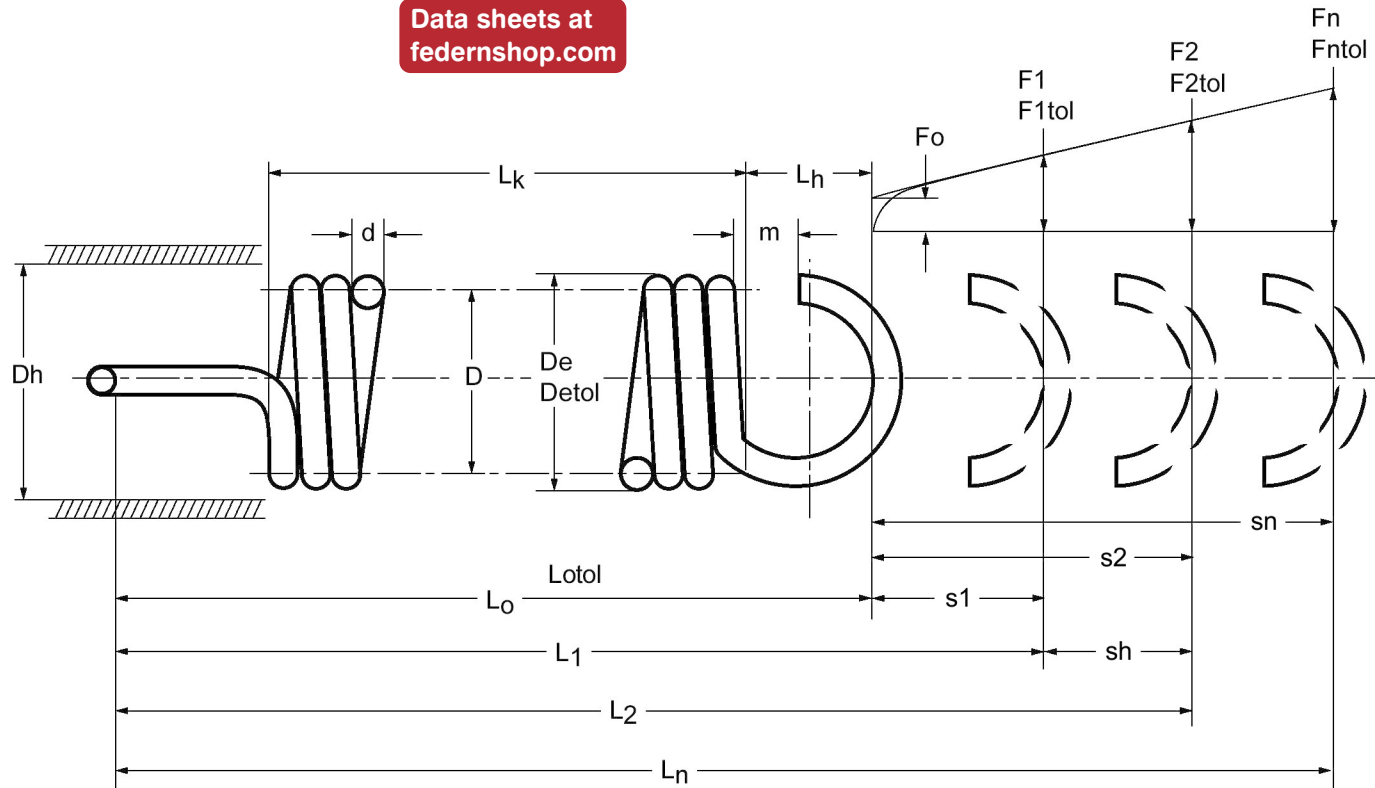 Data sheets at
federnshop.com
Fn
Fntol
F2
F2tol
F1
F1tol
Fo
Lk
Lh
d
m
Dh
D
De
Detol
sn
s2
Lotol
Lo
s1
L1
sh
L2
Ln